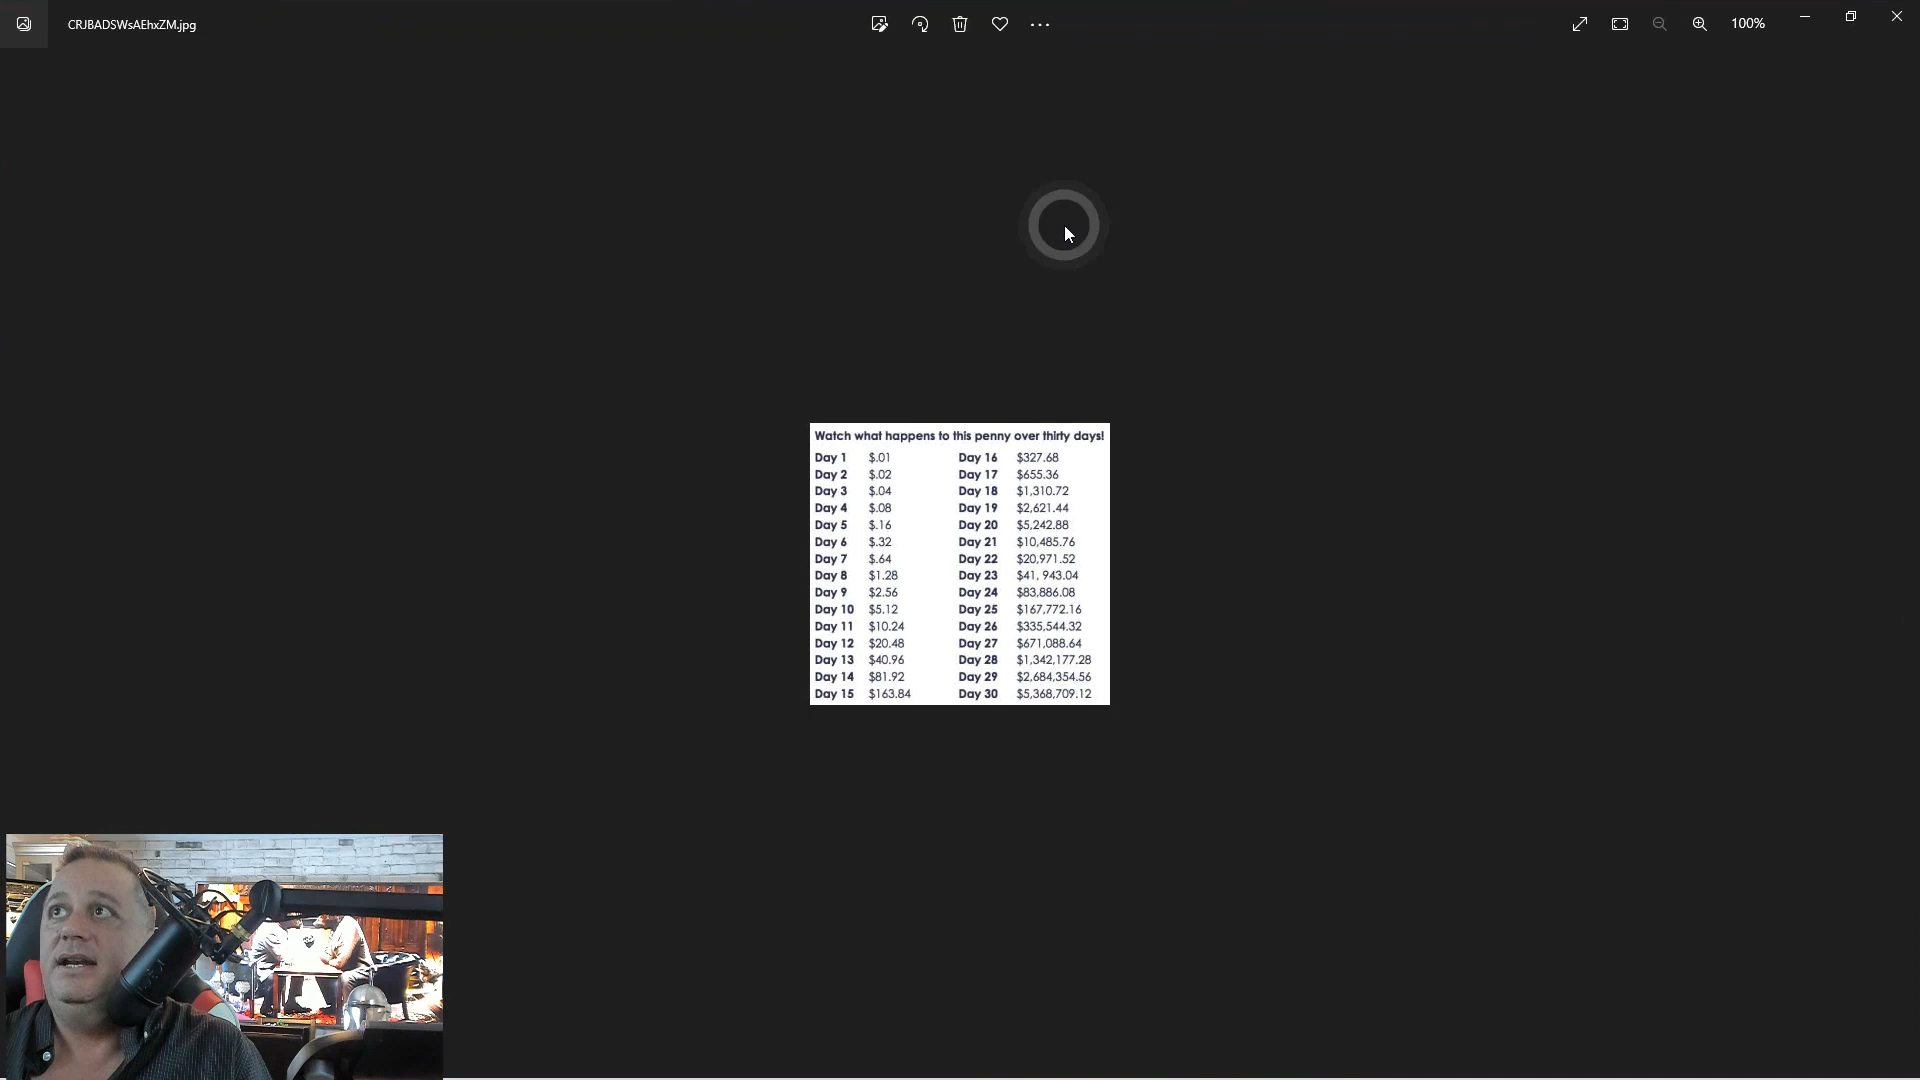 CRJBADSWsAEhxZM.jpg
100%
Watch what happens to this penny over thirty days!
Day 1 $.01 Day 16 $327.68
Day 2 $.02 Day 17 $655.36
Day 3 $.04 Day 18 $1,310.72
Day 4 $.08 Day 19 $2,621.44
Day 5 $.16 Day 20 $5,242.88
Day 6 $.32 Day 21 $10,485.76
Day 7 $.64 Day 22 $20,971.52
Day 8 $1.28 Day 23 $41, 943.04
Day 9 $2.56 Day 24 $83,886.08
Day 10 $5.12 Day 25 $167,772.16
Day 11 $10.24 Day 26 $335,544.32
Day 12 $20.48 Day 27 $671,088.64
Day 13 $40.96 Day 28 $1,342,177.28
Day 14 $81.92 Day 29 $2,684,354.56
Day 15 $163.84 Day 30 $5,368,709.12